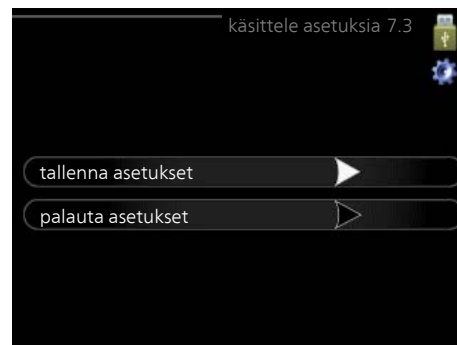 käsittele asetuksia 7.3
tallenna asetukset
palauta asetukset